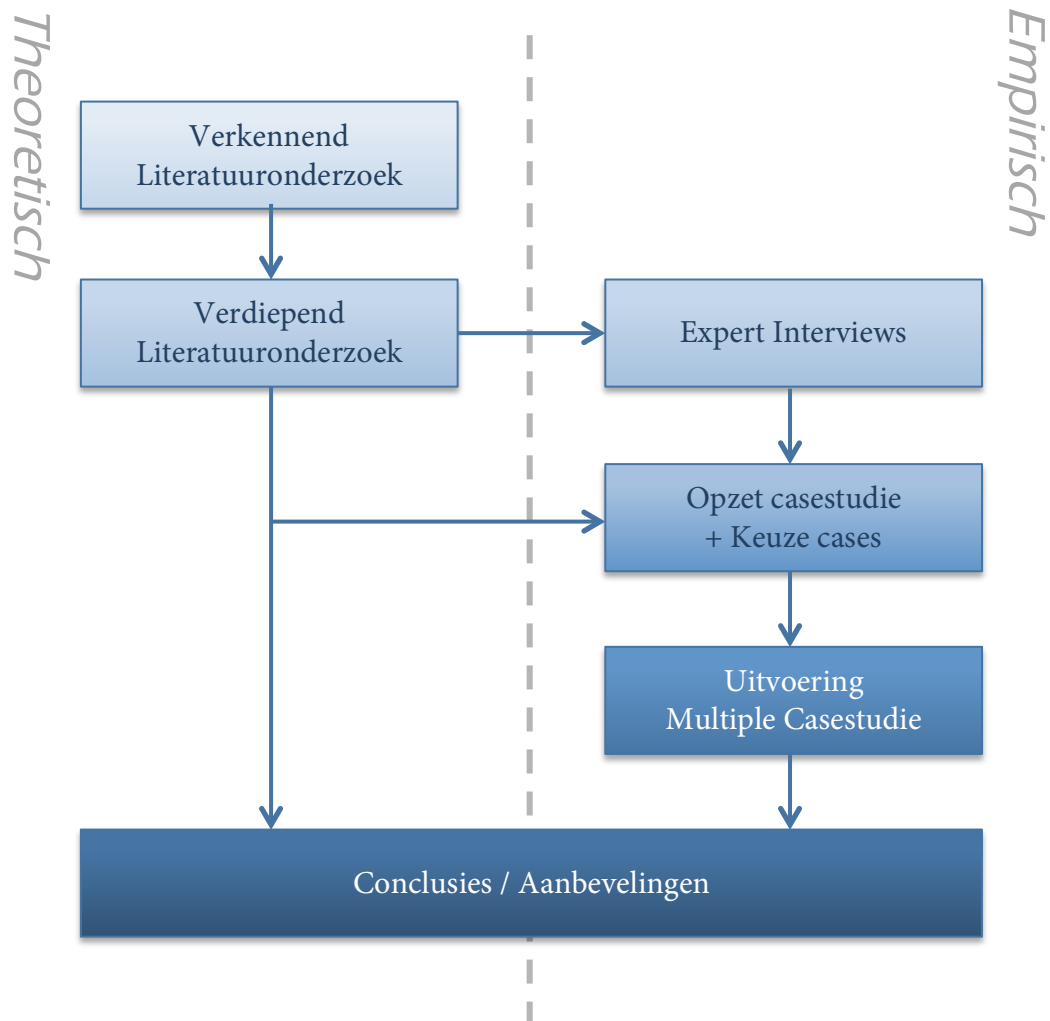 Theoretisch
Empirisch
Verkennend
Literatuuronderzoek
Verdiepend
Literatuuronderzoek
Expert Interviews
Opzet casestudie
+ Keuze cases
Uitvoering
Multiple Casestudie
Conclusies / Aanbevelingen